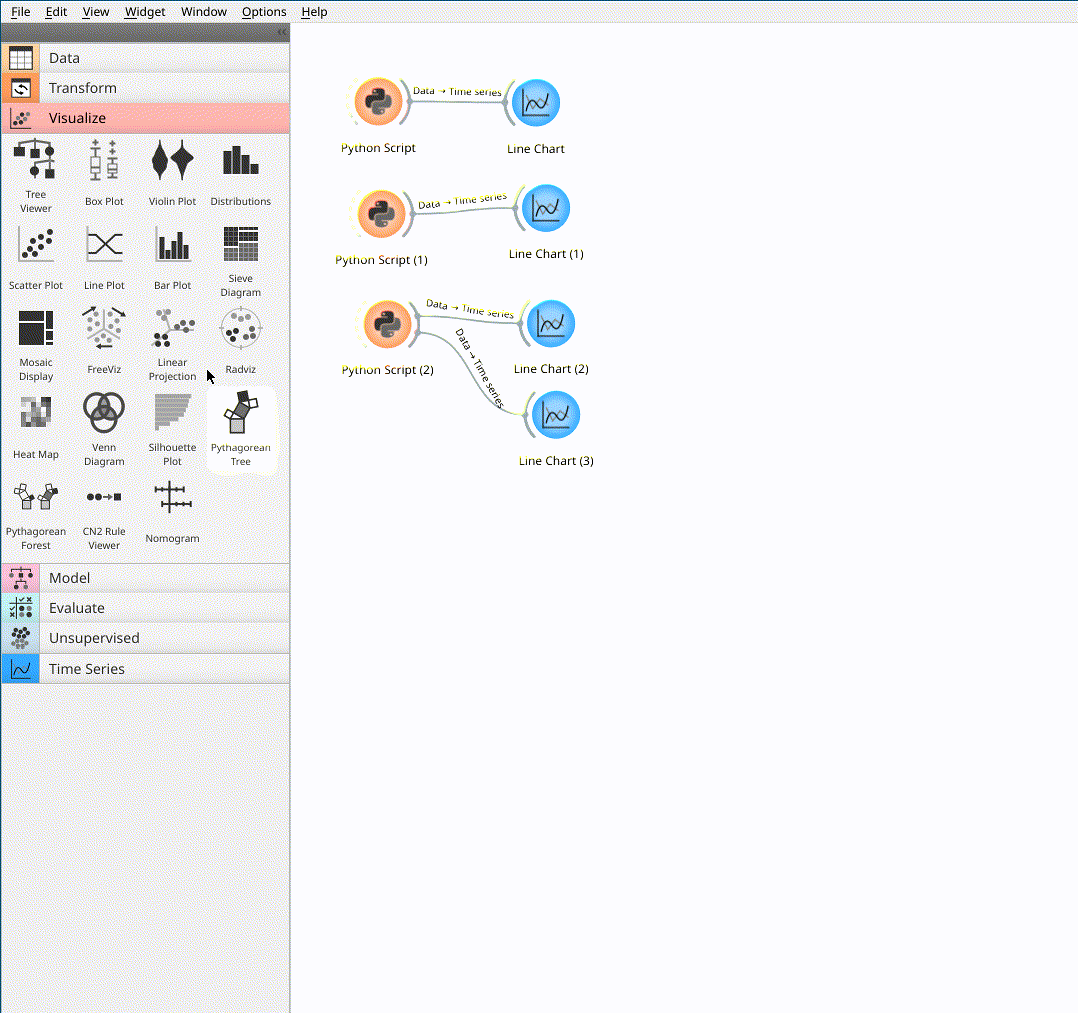 File Edit View Widget Window Options Help
Data
Transform
Visualize
Tree
Viewer
Box Plot
Violin Plot
Distributions
Scatter Plot
Line Plot
Bar Plot
Sieve
Diagram
Mosaic
Display
FreeViz
Linear
Projection
Radviz
Heat Map
Venn
Diagram
Silhouette
Plot
Pythagorean
Tree
Pythagorean
Forest
CN2 Rule
Viewer
Nomogram
Model
Evaluate
Unsupervised
Time Series
Data → Time series
Python Script
Line Chart
Data → Time series
Python Script (1)
Line Chart (1)
Data → Time series
Python Script (2)
Line Chart (2)
Data → Time series
Line Chart (3)